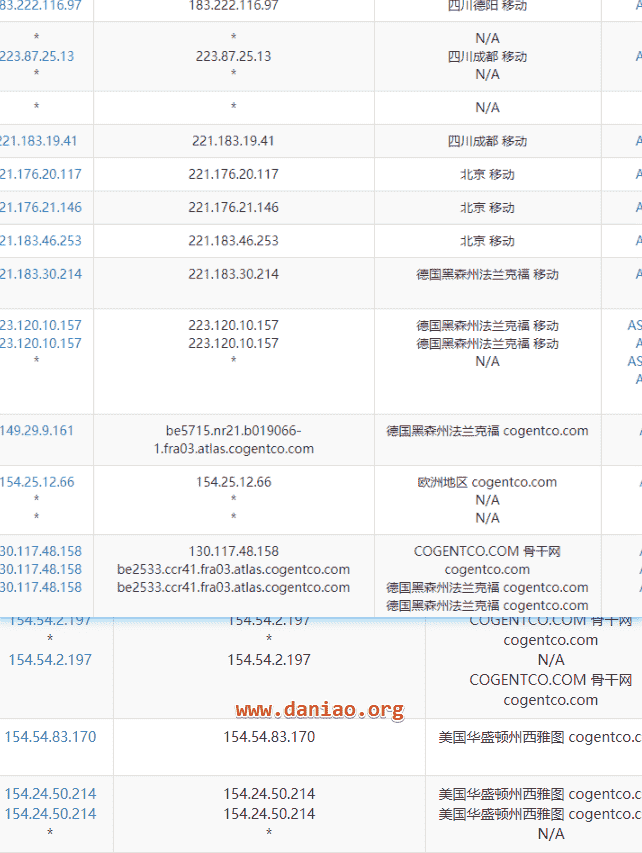 83.222.116.97 183.222.116.97 四川德阳 移动
* * N/A
223.87.25.13 223.87.25.13 四川成都 移动 A
* * N/A
* * N/A
221.183.19.41 221.183.19.41 四川成都 移动 A
21.176.20.117 221.176.20.117 北京 移动 A
21.176.21.146 221.176.21.146 北京 移动 A
21.183.46.253 221.183.46.253 北京 移动 A
21.183.30.214 221.183.30.214 德国黑森州法兰克福 移动 A
23.120.10.157 223.120.10.157 德国黑森州法兰克福 移动 AS
23.120.10.157 223.120.10.157 德国黑森州法兰克福 移动 A
* * N/A AS
A
149.29.9.161 be5715.nr21.b019066- 德国黑森州法兰克福 cogentco.com
1.fra03.atlas.cogentco.com
154.25.12.66 154.25.12.66 欧洲地区 cogentco.com
* * N/A
* * N/A
30.117.48.158 130.117.48.158 COGENTCO.COM 骨干网
30.117.48.158 be2533.ccr41.fra03.atlas.cogentco.com cogentco.com
30.117.48.158 be2533.ccr41.fra03.atlas.cogentco.com 德国黑森州法兰克福 cogentco.com
德国黑森州法兰克福 cogentco.com
154.54.2.197 154.54.2.197 COGENTCO.COM 骨干网
* * cogentco.com
154.54.2.197 154.54.2.197 N/A
COGENTCO.COM 骨干网
cogentco.com
www.daniao.org
154.54.83.170 154.54.83.170 美国华盛顿州西雅图 cogentco.c
154.24.50.214 154.24.50.214 美国华盛顿州西雅图 cogentco.c
154.24.50.214 154.24.50.214 美国华盛顿州西雅图 cogentco.c
* * N/A